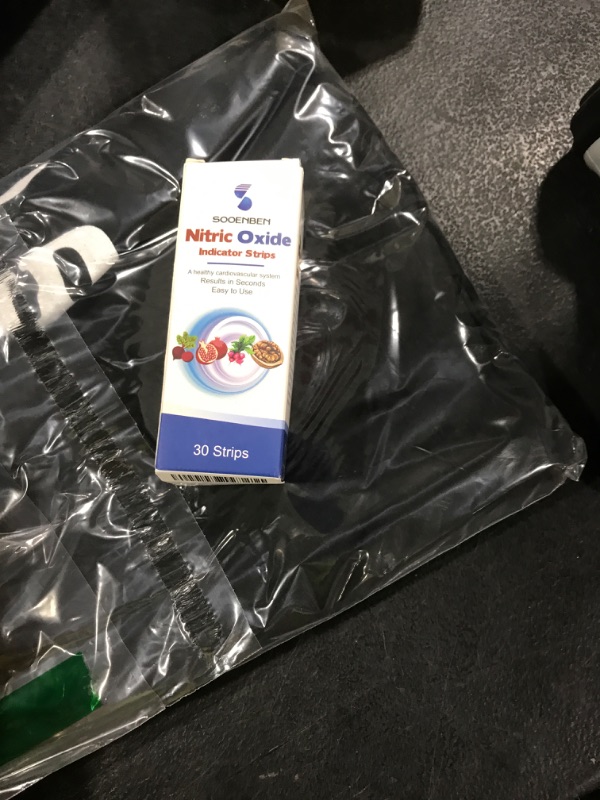 SOOENBEN
Nitric Oxide
Indicator Strips
A healthy cardiovascular system
Results in Seconds
Easy to Use
30 Strips